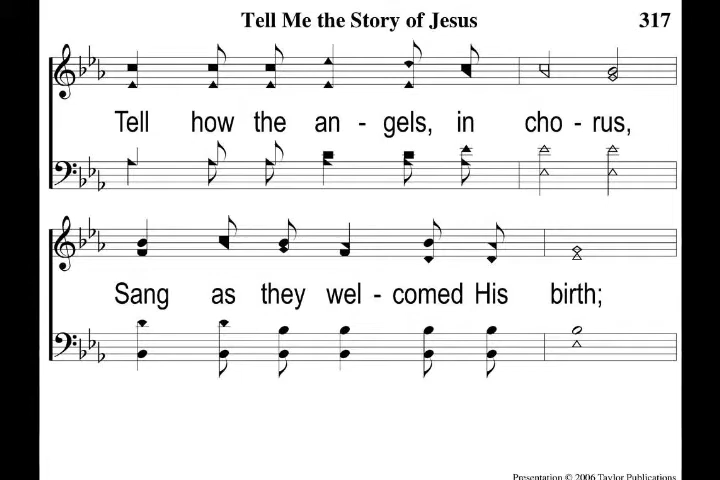 Tell Me the Story of Jesus 317
Tell how the an - gels, in cho - rus,
Sang as they wel - comed His birth;
Presentation © 2006 Taylor Publications